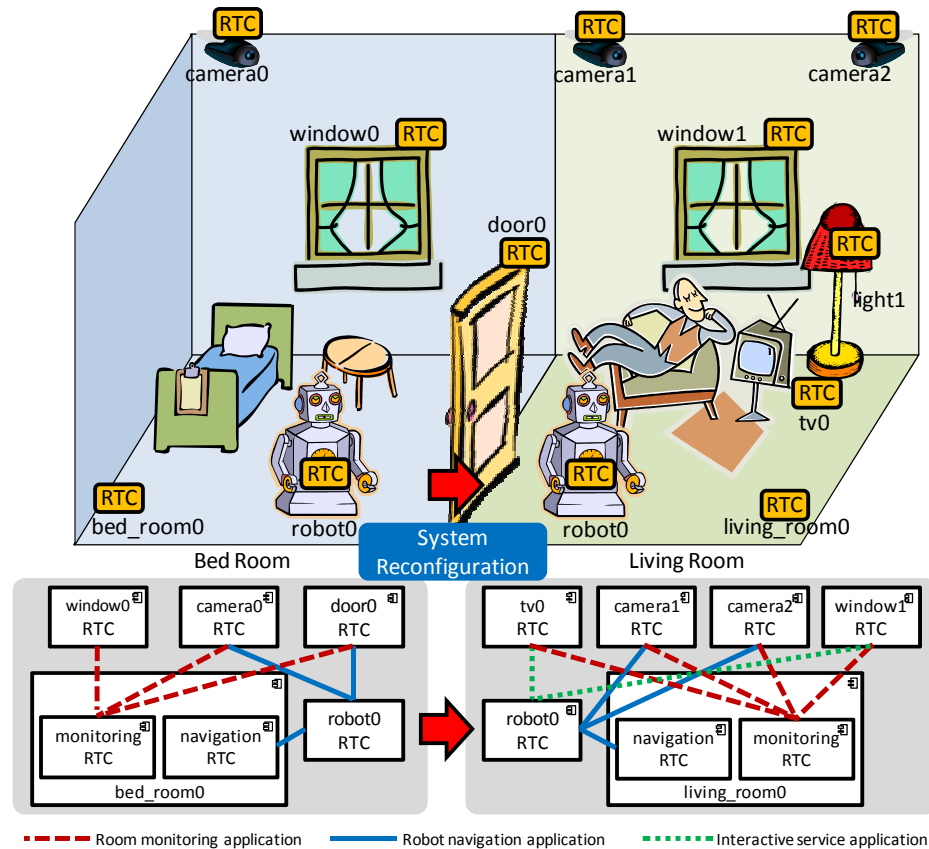 RTC
RTC
RTC
camera0
camera1
camera2
window0
RTC
window1
RTC
door0
RTC
RTC
light1
RTC
tv0
RTC
RTC
RTC
RTC
bed_room0
robot0
robot0
living_room0
Bed Room
System
Reconfiguration
Living Room
window0
RTC
camera0
RTC
door0
RTC
monitoring
RTC
navigation
RTC
robot0
RTC
bed_room0
tv0
RTC
camera1
RTC
camera2
RTC
window1
RTC
robot0
RTC
navigation
RTC
monitoring
RTC
living_room0
Room monitoring application
Robot navigation application
Interactive service application